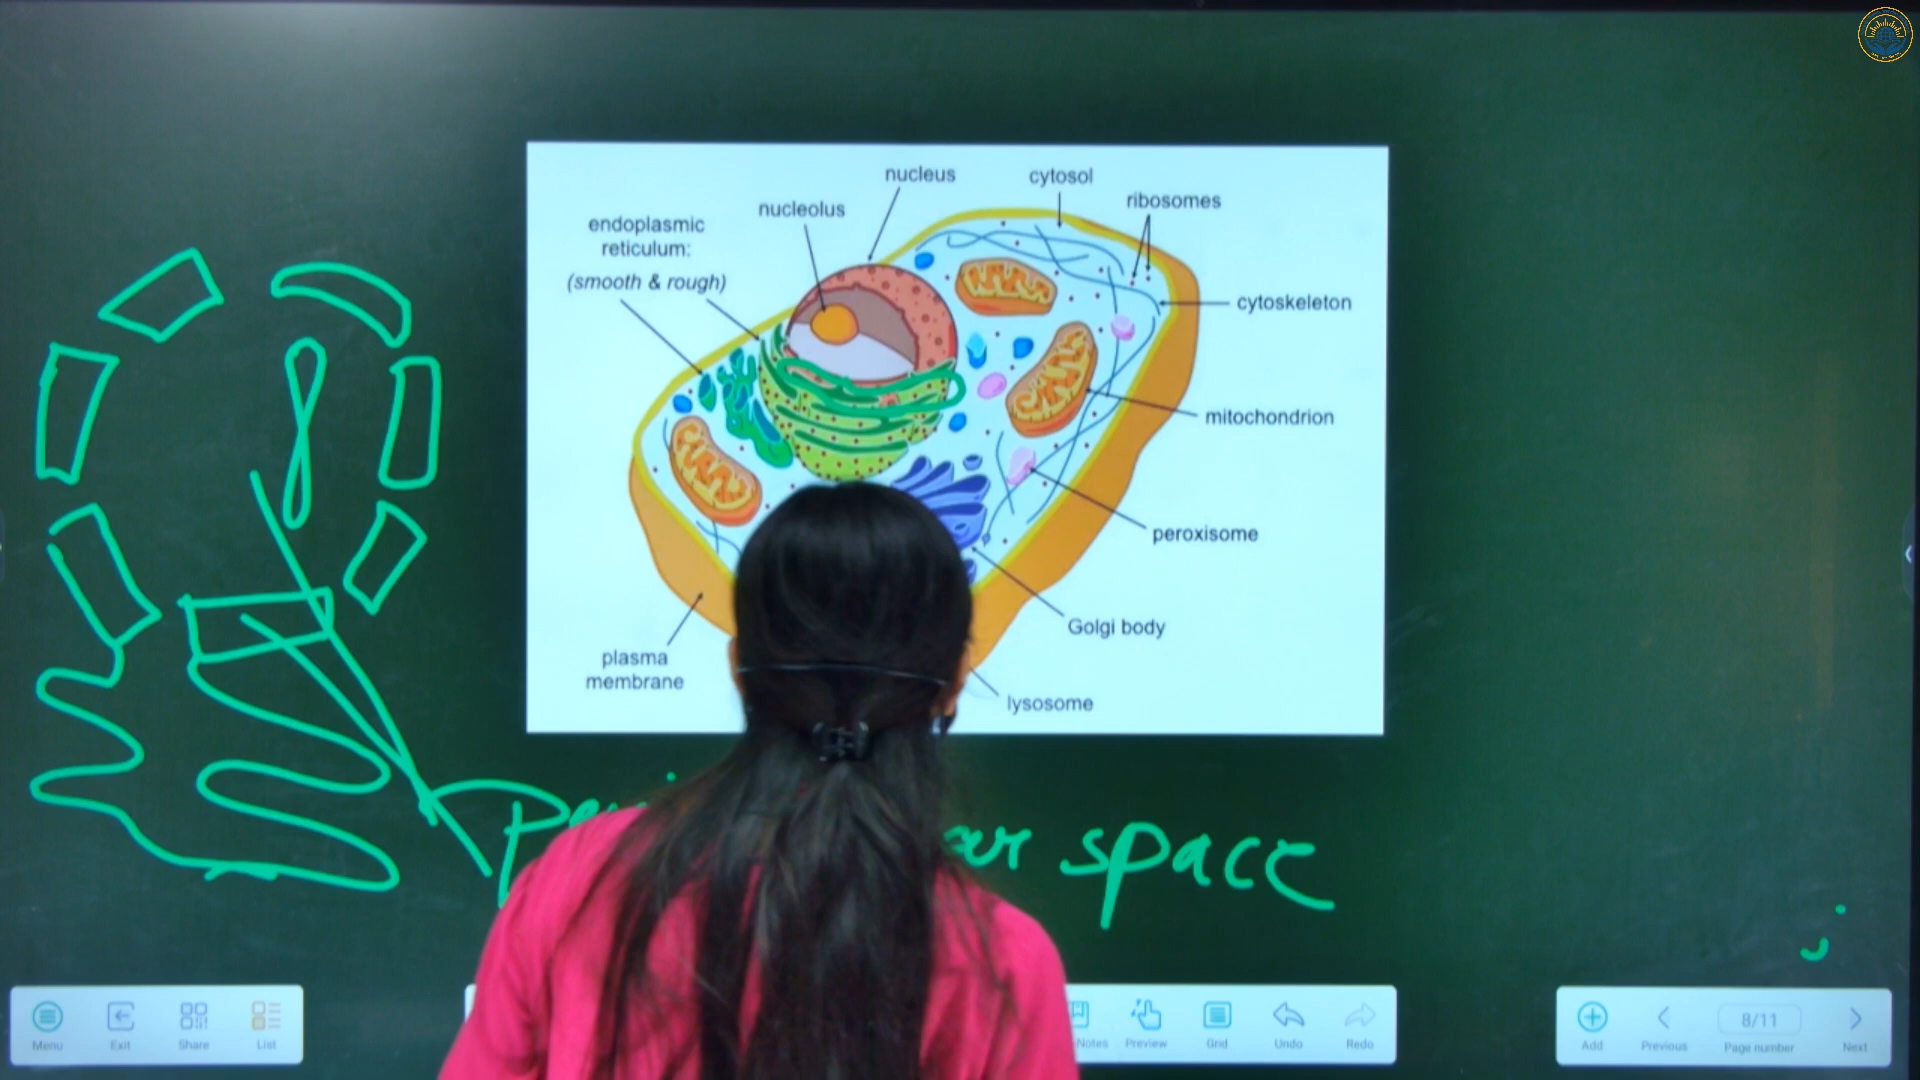 nucleus
cytosol
ribosomes
nucleolus
endoplasmic
reticulum:
(smooth & rough)
cytoskeleton
mitochondrion
peroxisome
Golgi body
plasma
membrane
lysosome
space
Menu
Exit
Share
List
Notes
Preview
Grid
Undo
Redo
Add
Previous
8/11
Page number
Next